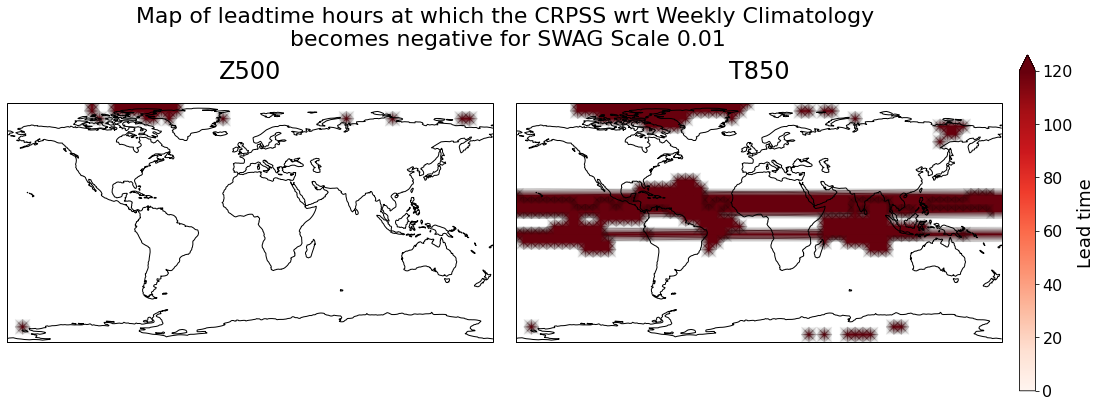 Map of leadtime hours at which the CRPSS wrt Weekly Climatology
becomes negative for SWAG Scale 0.01
Z500
T850
120
100
80
60
40
20
0
Lead time